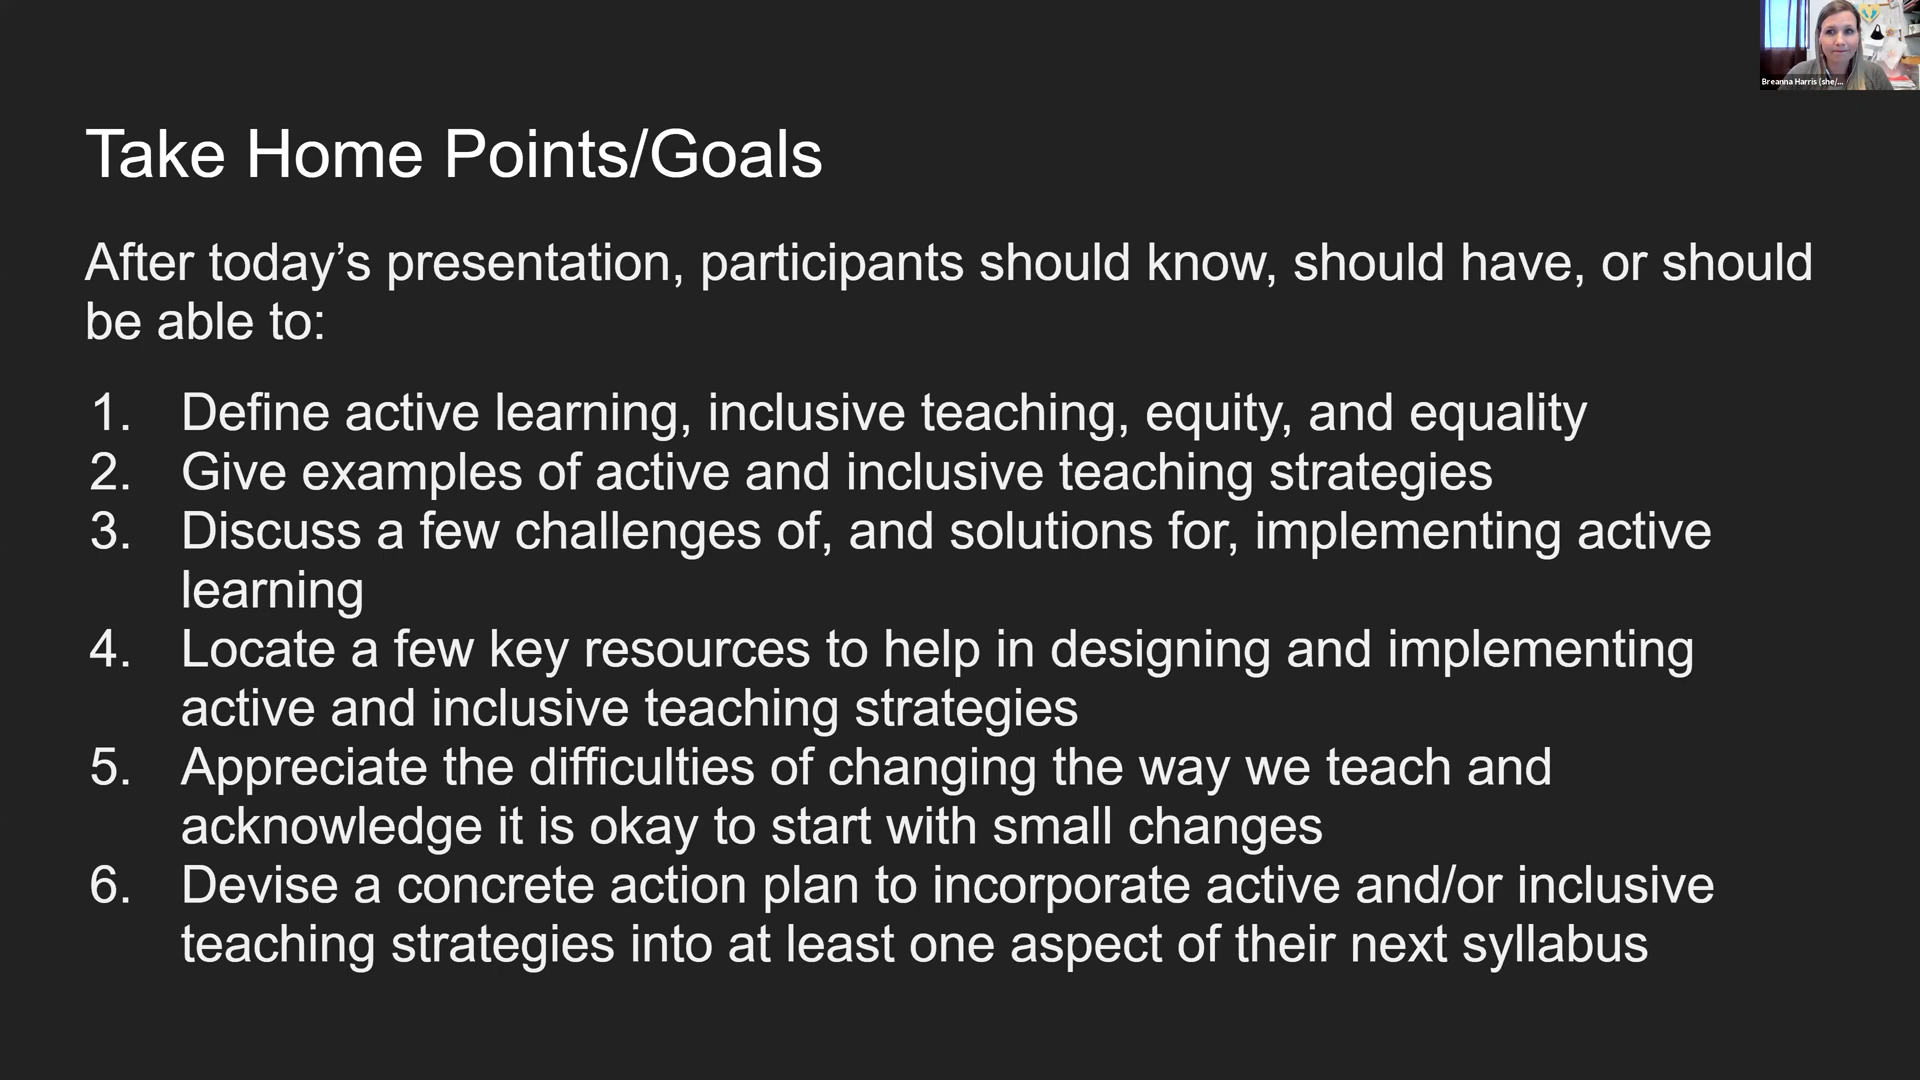 Breanna Harris (she/...
Take Home Points/Goals
After today’s presentation, participants should know, should have, or should
be able to:
1. Define active learning, inclusive teaching, equity, and equality
2. Give examples of active and inclusive teaching strategies
3. Discuss a few challenges of, and solutions for, implementing active
learning
4. Locate a few key resources to help in designing and implementing
active and inclusive teaching strategies
5. Appreciate the difficulties of changing the way we teach and
acknowledge it is okay to start with small changes
6. Devise a concrete action plan to incorporate active and/or inclusive
teaching strategies into at least one aspect of their next syllabus